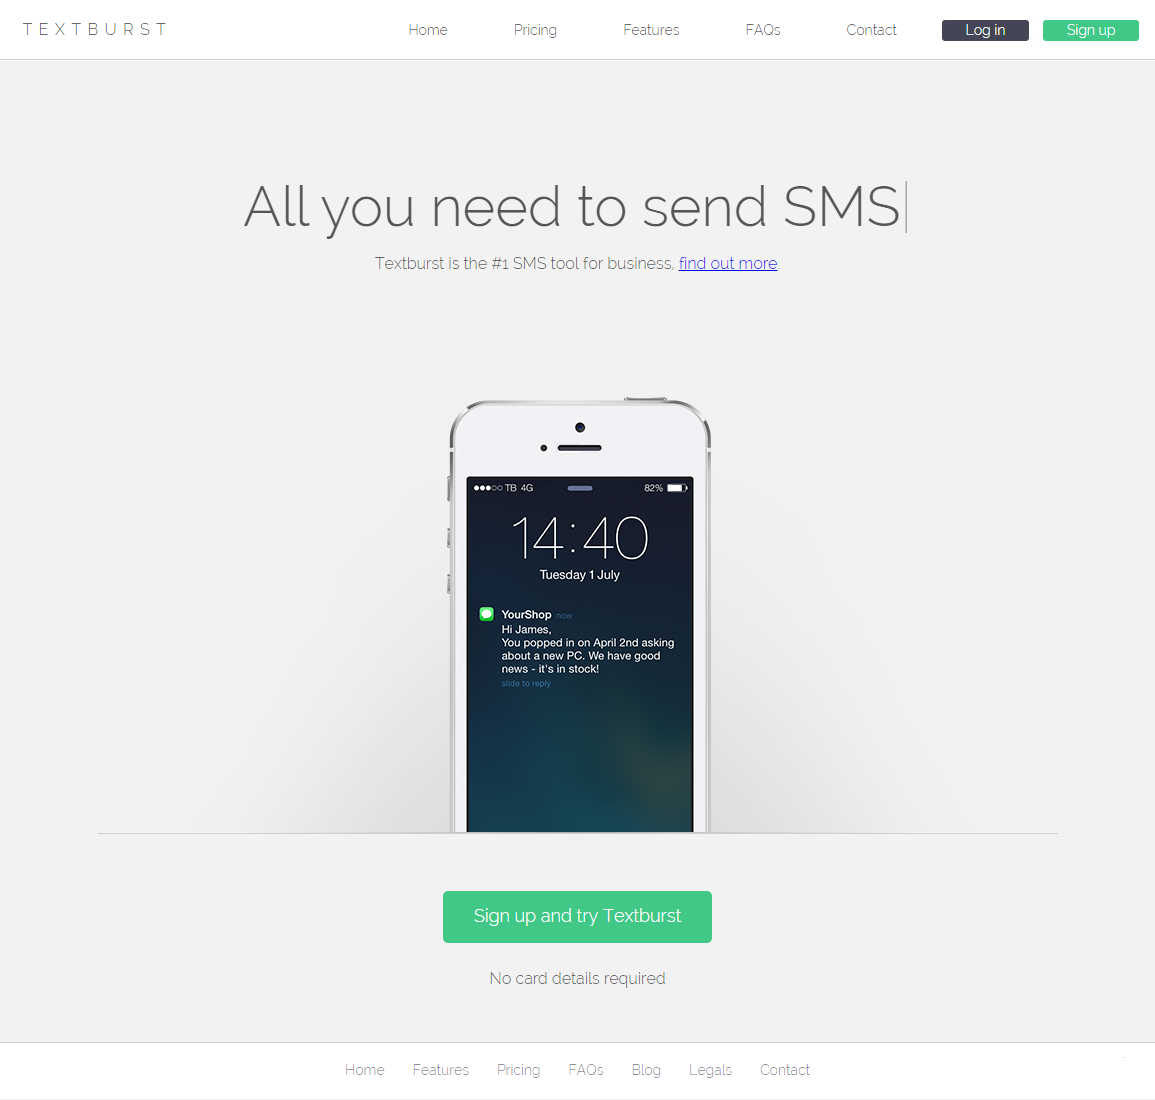 TEXTBURST
Home Pricing Features FAQs Contact Log in Sign up
All you need to send SMS
Textburst is the #1 SMS tool for business, find out more.
TB 4G 82%
14:40
Tuesday 1 July
YourShop now
Hi James,
You popped in on April 2nd asking
about a new PC. We have good
news - it's in stock!
slide to reply
Sign up and try Textburst
No card details required
Home Features Pricing FAQs Blog Legals Contact